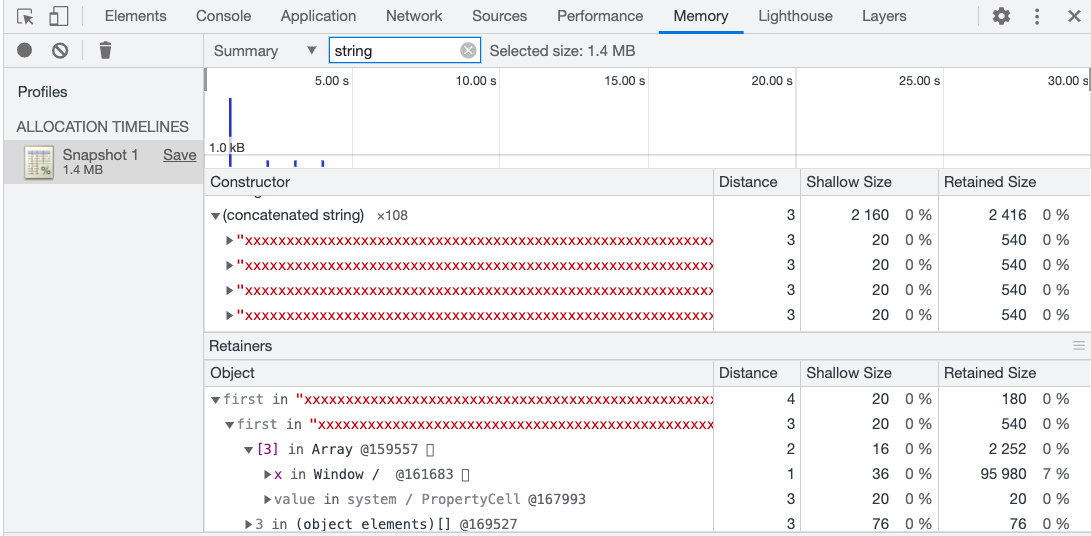 Elements Console Application Network Sources Performance Memory Lighthouse Layers
Summary ▼ string Selected size: 1.4 MB
Profiles
ALLOCATION TIMELINES
Snapshot 1 Save
1.4 MB
5.00 s 10.00 s 15.00 s 20.00 s 25.00 s 30.00 s
1.0 kB
Constructor Distance Shallow Size Retained Size
▼(concatenated string) ×108 3 2 160 0 % 2 416 0 %
▶"xxxxxxxxxxxxxxxxxxxxxxxxxxxxxxxxxxxxxxxxxxxxxxxxxxxxxxxxx 3 20 0 % 540 0 %
▶"xxxxxxxxxxxxxxxxxxxxxxxxxxxxxxxxxxxxxxxxxxxxxxxxxxxxxxxxx 3 20 0 % 540 0 %
▶"xxxxxxxxxxxxxxxxxxxxxxxxxxxxxxxxxxxxxxxxxxxxxxxxxxxxxxxxx 3 20 0 % 540 0 %
▶"xxxxxxxxxxxxxxxxxxxxxxxxxxxxxxxxxxxxxxxxxxxxxxxxxxxxxxxxx 3 20 0 % 540 0 %
Retainers
Object Distance Shallow Size Retained Size
▼first in "xxxxxxxxxxxxxxxxxxxxxxxxxxxxxxxxxxxxxxxxxxxxxxxxxx 4 20 0 % 180 0 %
▼first in "xxxxxxxxxxxxxxxxxxxxxxxxxxxxxxxxxxxxxxxxxxxxxxxx 3 20 0 % 540 0 %
▼[3] in Array @159557 ▯ 2 16 0 % 2 252 0 %
▶x in Window / @161683 ▯ 1 36 0 % 95 980 7 %
▶value in system / PropertyCell @167993 3 20 0 % 20 0 %
▶3 in (object elements)[] @169527 3 76 0 % 76 0 %